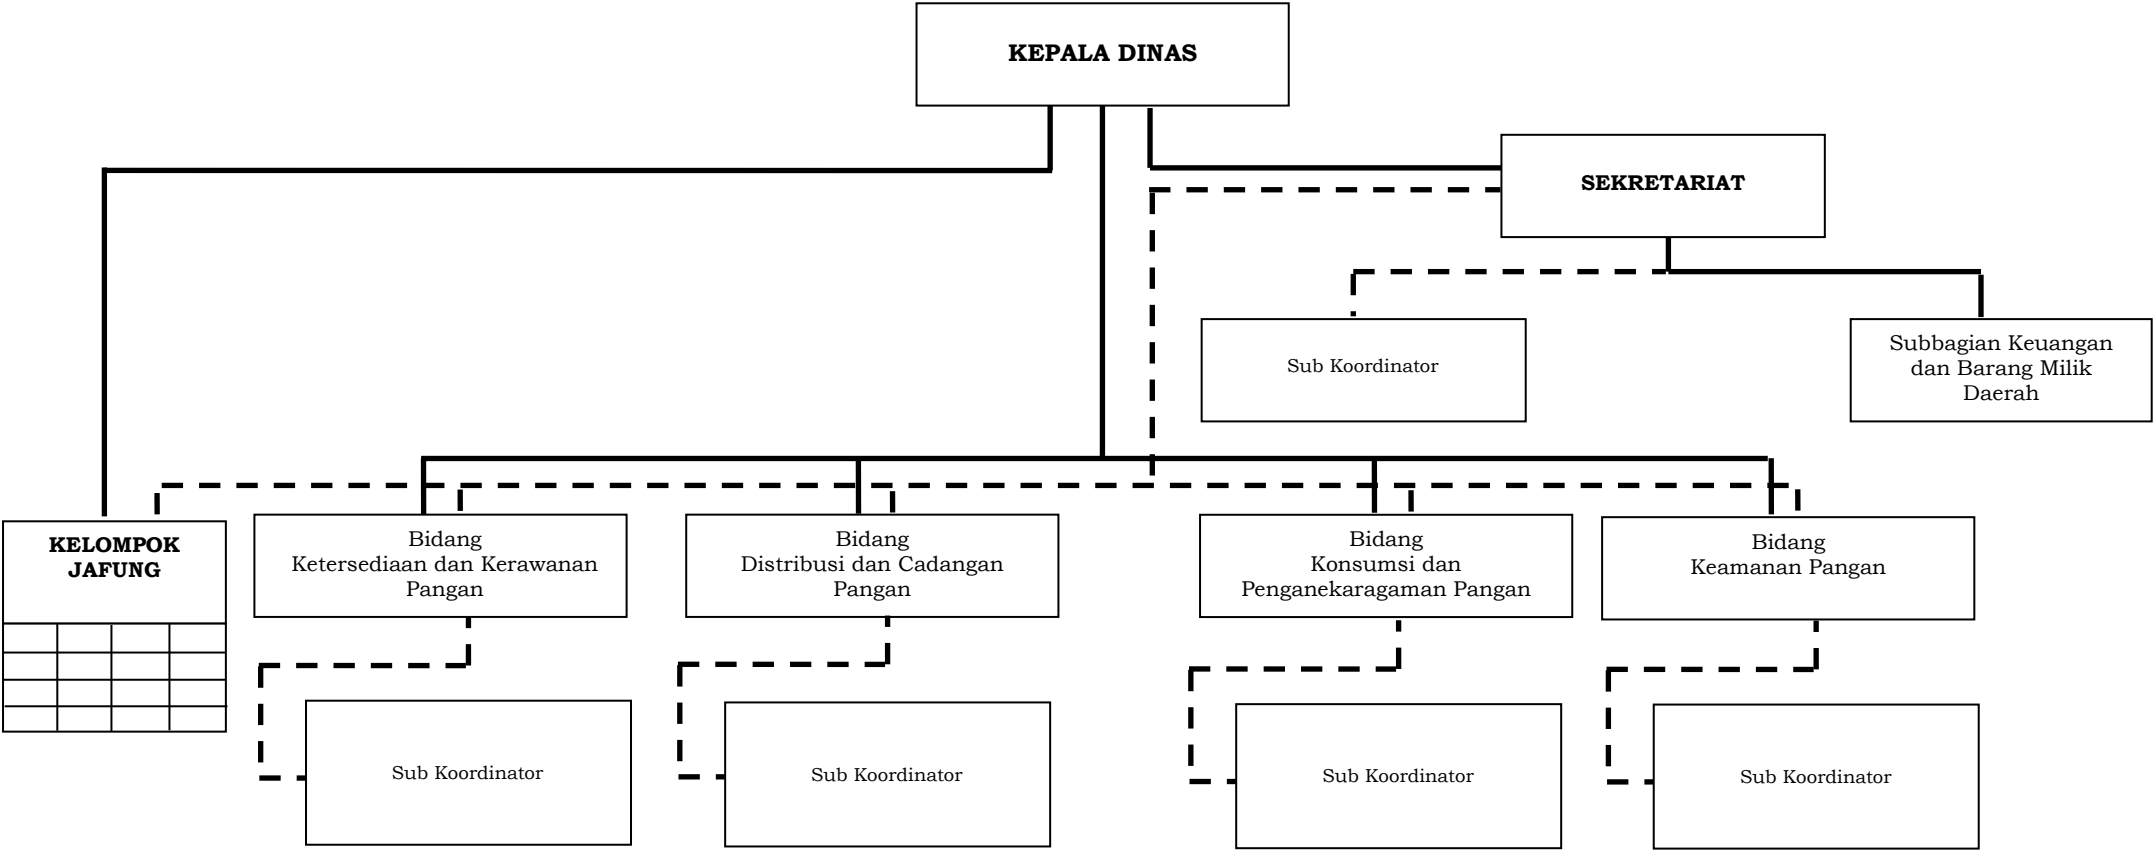 KEPALA DINAS
SEKRETARIAT
Sub Koordinator
Subbagian Keuangan
dan Barang Milik
Daerah
KELOMPOK
JAFUNG
Bidang
Ketersediaan dan Kerawanan
Pangan
Bidang
Distribusi dan Cadangan
Pangan
Bidang
Konsumsi dan
Penganekaragaman Pangan
Bidang
Keamanan Pangan
Sub Koordinator
Sub Koordinator
Sub Koordinator
Sub Koordinator